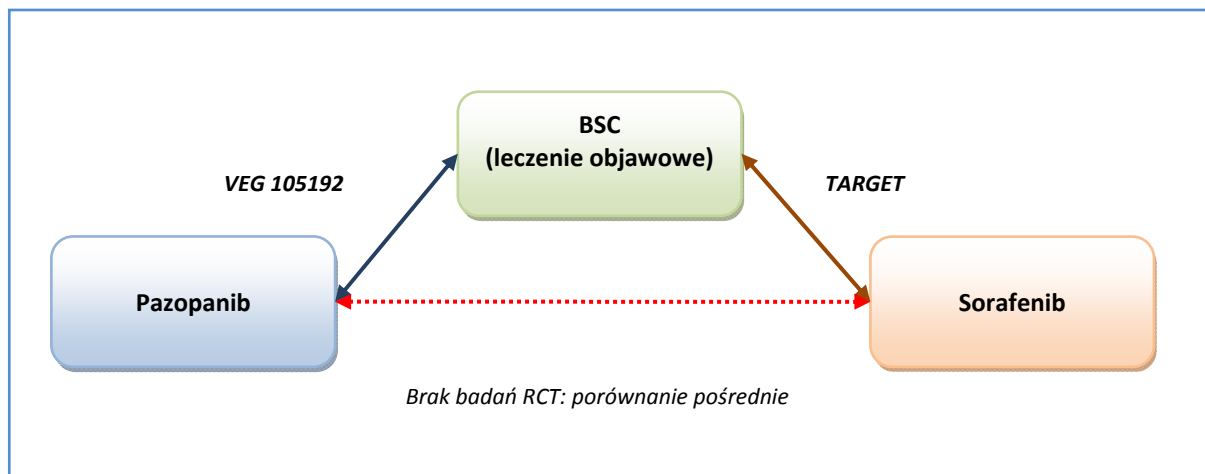 BSC
(leczenie objawowe)
VEG 105192
TARGET
Pazopanib
Sorafenib
Brak badań RCT: porównanie pośrednie